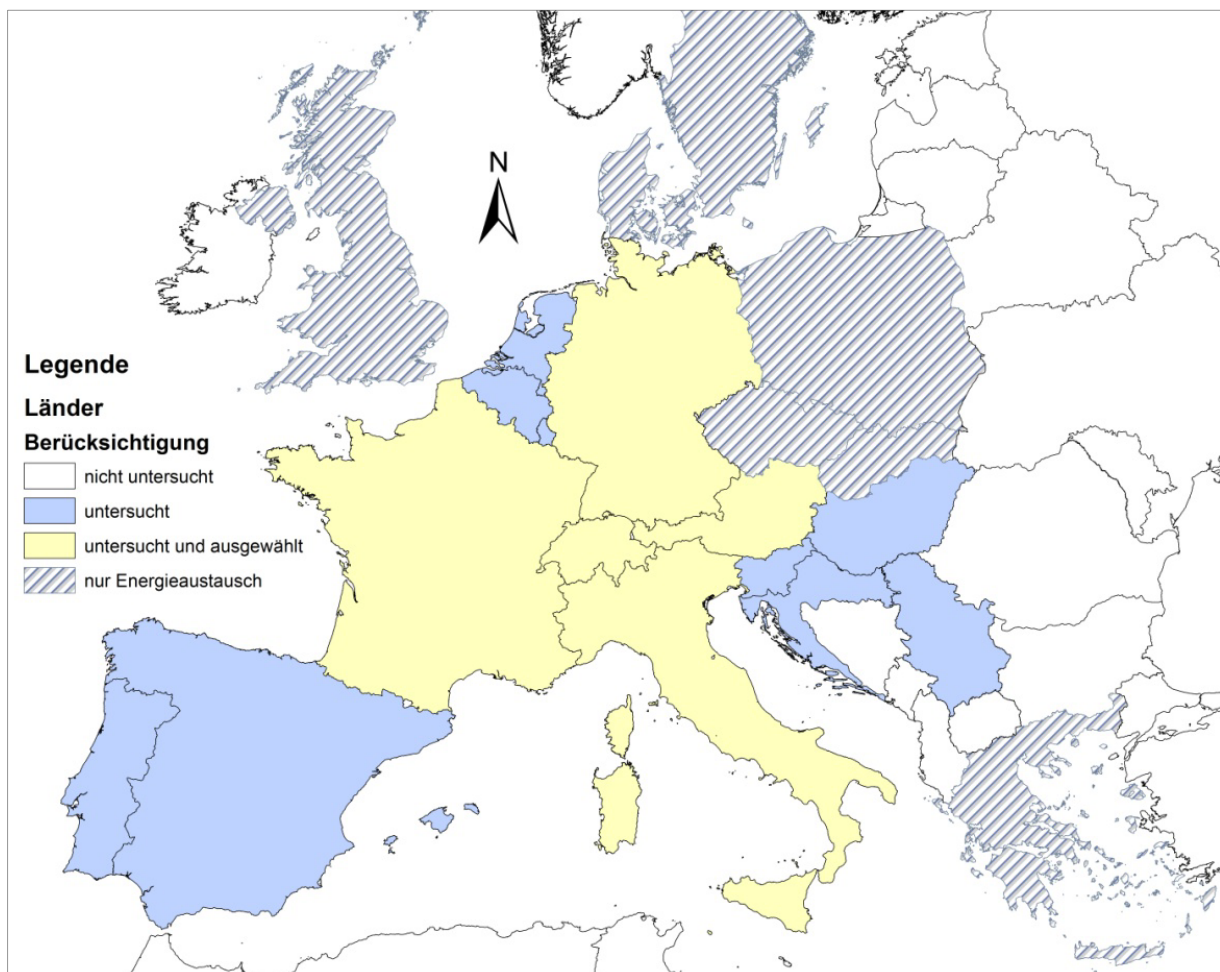 N
Legende
Länder
Berücksichtigung
nicht untersucht
untersucht
untersucht und ausgewählt
nur Energieaustausch